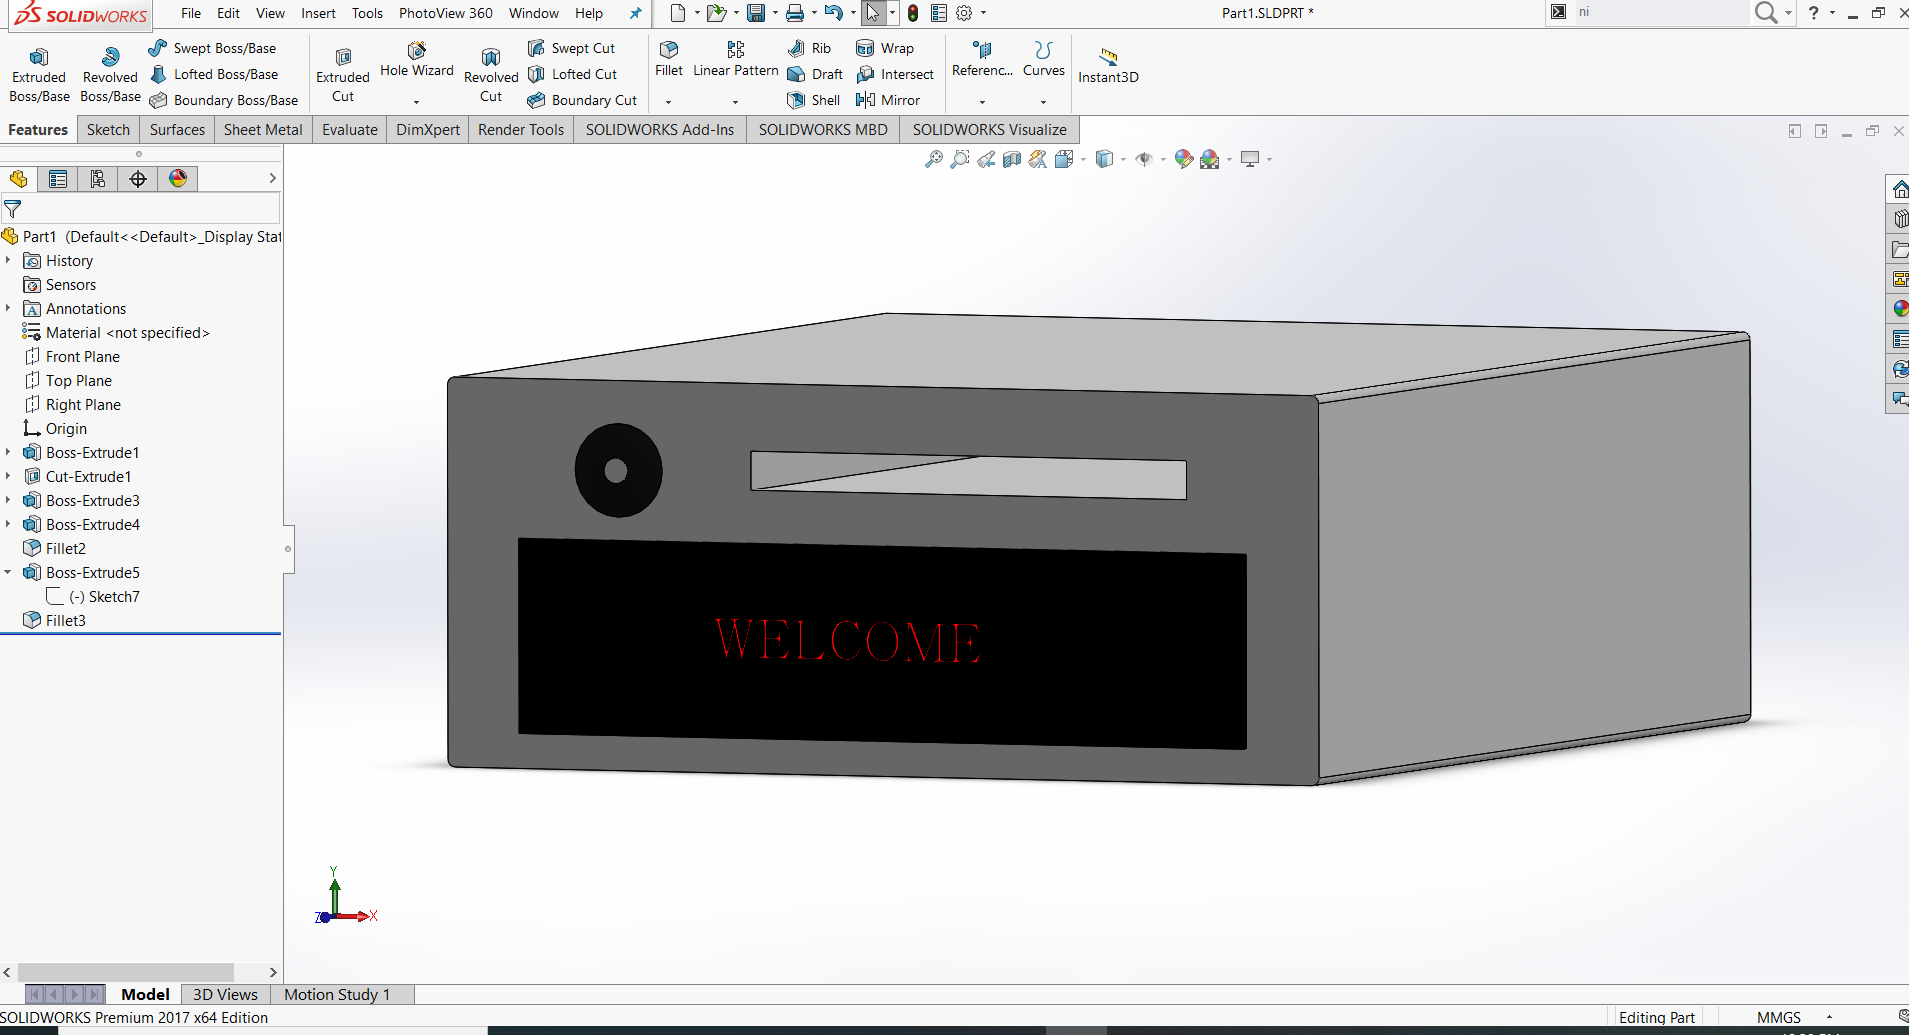 SOLIDWORKS
File Edit View Insert Tools PhotoView 360 Window Help
Part1.SLDPRT *
ni
?
Extruded Boss/Base
Revolved Boss/Base
Swept Boss/Base
Lofted Boss/Base
Boundary Boss/Base
Extruded Cut
Hole Wizard
Revolved Cut
Swept Cut
Lofted Cut
Boundary Cut
Fillet
Linear Pattern
Rib
Draft
Shell
Wrap
Intersect
Mirror
Referenc...
Curves
Instant3D
Features Sketch Surfaces Sheet Metal Evaluate DimXpert Render Tools SOLIDWORKS Add-Ins SOLIDWORKS MBD SOLIDWORKS Visualize
Part1 (Default<<Default>_Display Stat
History
Sensors
Annotations
Material <not specified>
Front Plane
Top Plane
Right Plane
Origin
Boss-Extrude1
Cut-Extrude1
Boss-Extrude3
Boss-Extrude4
Fillet2
Boss-Extrude5
(-) Sketch7
Fillet3
WELCOME
Y
Z
X
Model 3D Views Motion Study 1
SOLIDWORKS Premium 2017 x64 Edition
Editing Part
MMGS